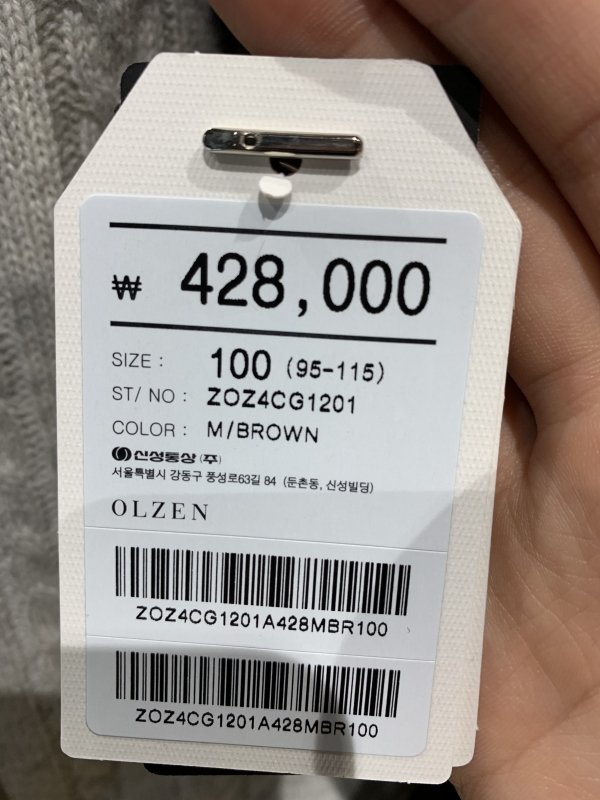 ₩ 428,000
SIZE : 100 (95-115)
ST/ NO : ZOZ4CG1201
COLOR : M/BROWN
신성통상 (주)
서울특별시 강동구 풍성로63길 84 (둔촌동, 신성빌딩)
OLZEN
ZOZ4CG1201A428MBR100
ZOZ4CG1201A428MBR100